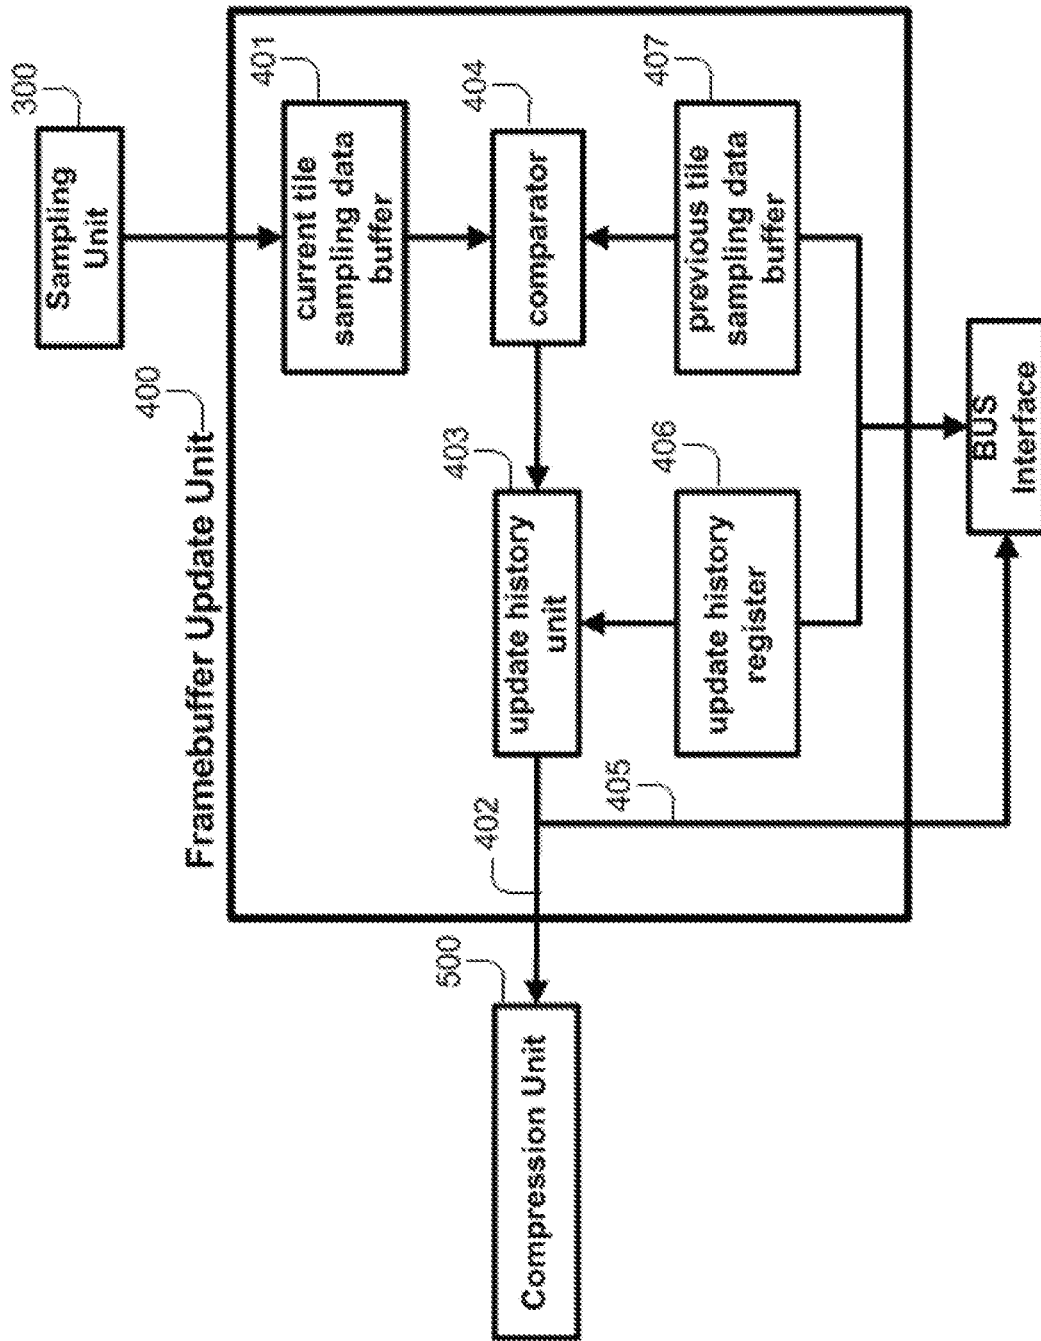 Framebuffer Update Unit
400
500
Compression Unit
402
405
403
update history
unit
406
update history
register
300
Sampling
Unit
401
current tile
sampling data
buffer
404
comparator
407
previous tile
sampling data
buffer
BUS
Interface